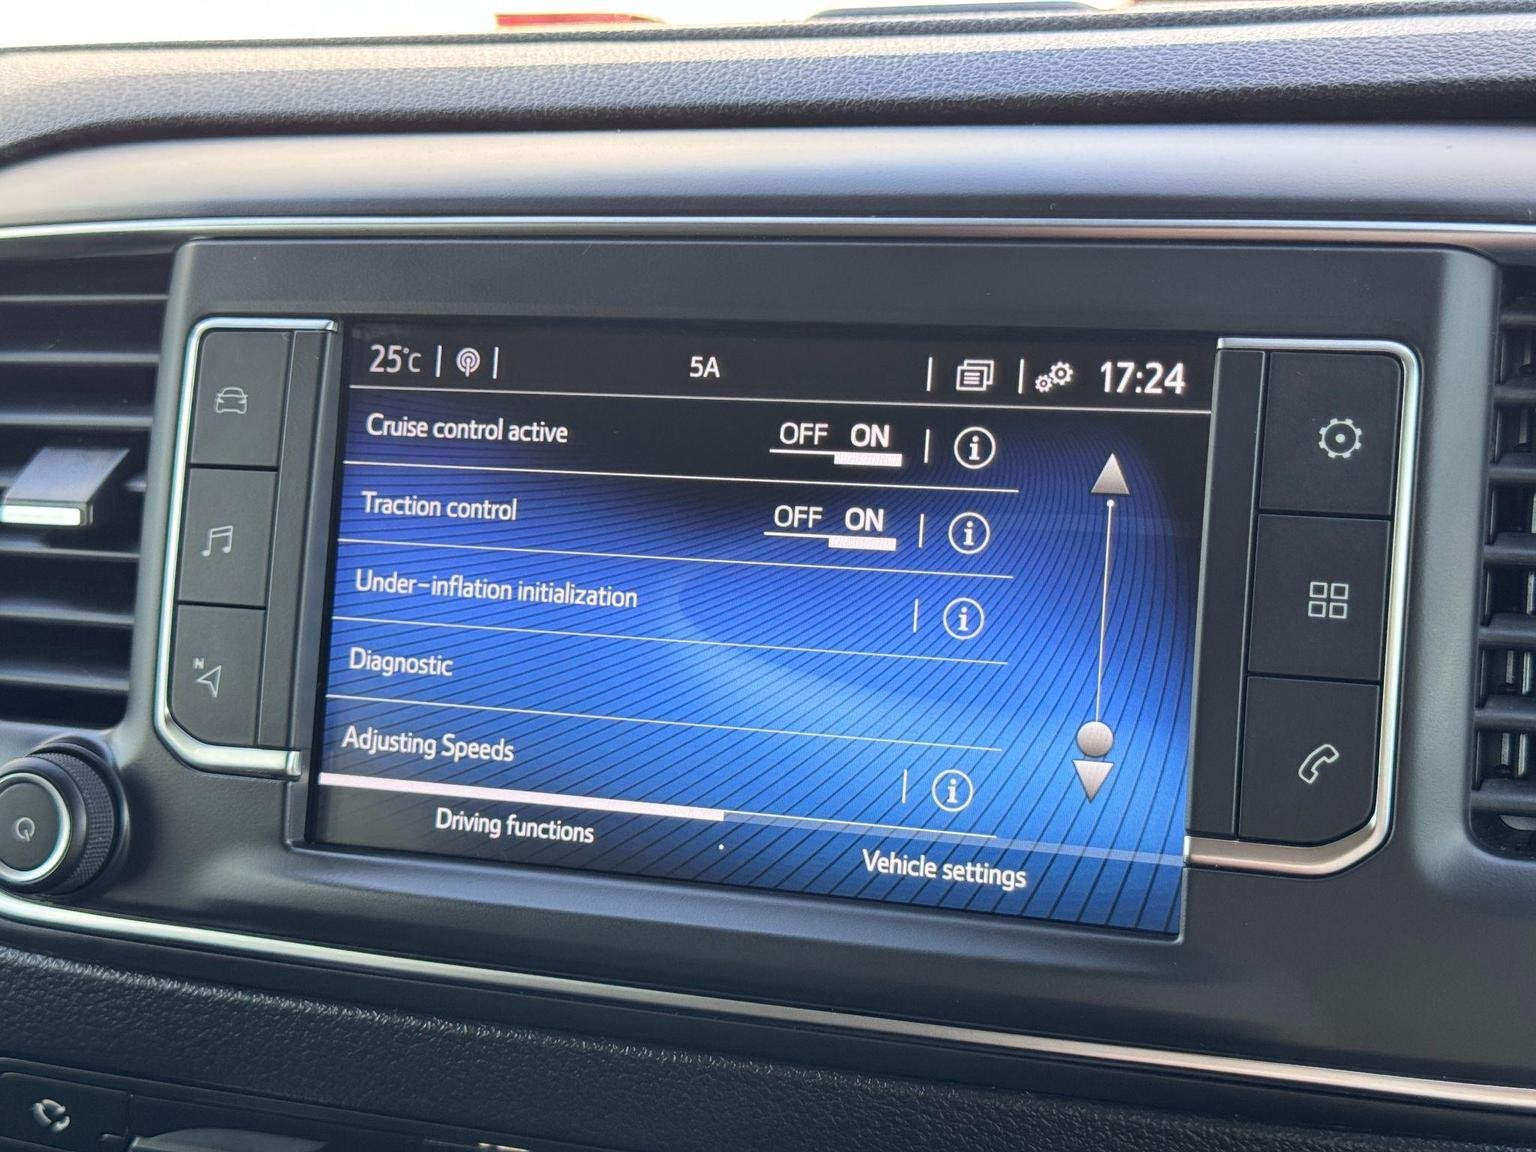 25°C 5A 17:24
Cruise control active OFF ON i
Traction control OFF ON i
Under-inflation initialization i
Diagnostic
Adjusting Speeds i
Driving functions
Vehicle settings
N